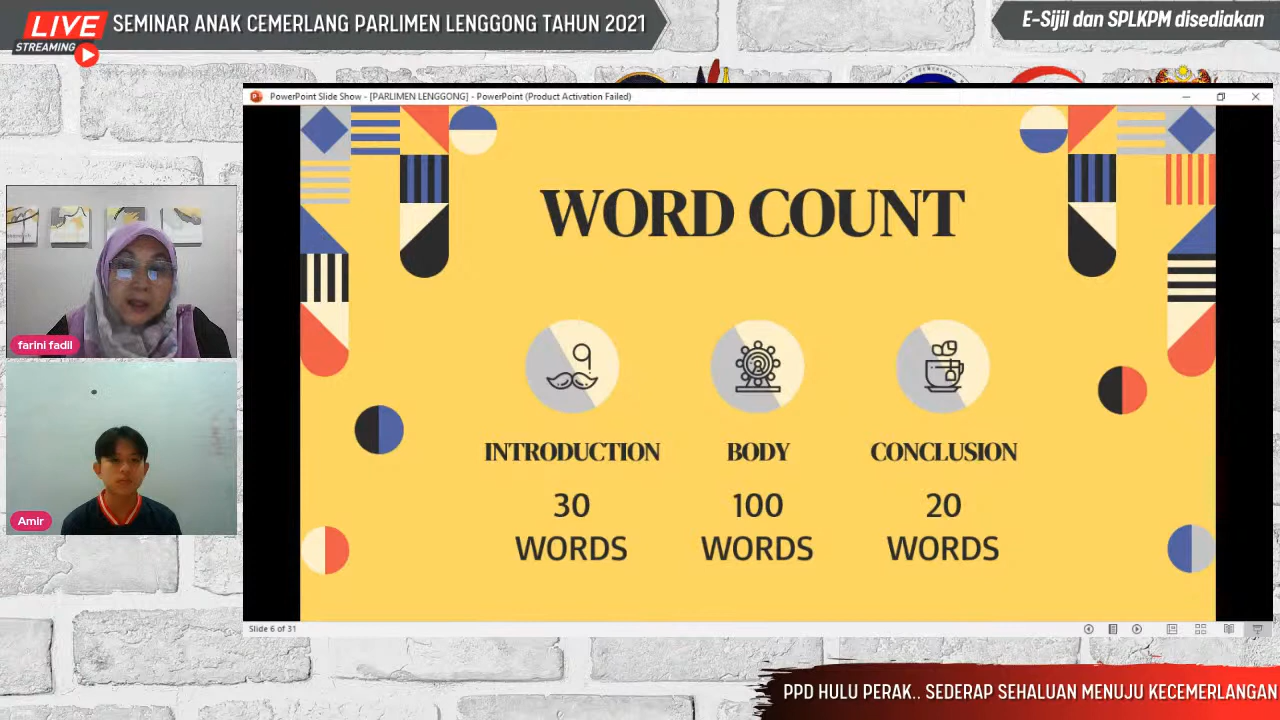 LIVE
STREAMING
SEMINAR ANAK CEMERLANG PARLIMEN LENGGONG TAHUN 2021
E-Sijil dan SPLKPM disediakan
PowerPoint Slide Show - [PARLIMEN LENGGONG] - PowerPoint (Product Activation Failed)
WORD COUNT
INTRODUCTION
30
WORDS
BODY
100
WORDS
CONCLUSION
20
WORDS
farini fadil
Amir
Slide 6 of 31
PPD HULU PERAK.. SEDERAP SEHALUAN MENUJU KECEMERLANGAN